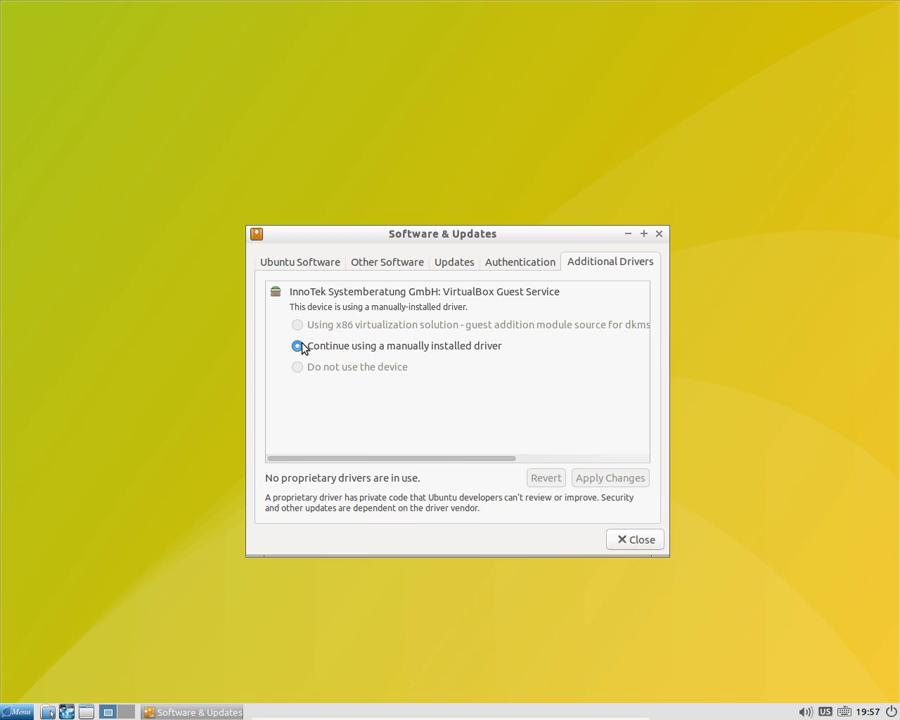 Software & Updates
Ubuntu Software
Other Software
Updates
Authentication
Additional Drivers
InnoTek Systemberatung GmbH: VirtualBox Guest Service
This device is using a manually-installed driver.
Using x86 virtualization solution - guest addition module source for dkms
Continue using a manually installed driver
Do not use the device
No proprietary drivers are in use.
Revert
Apply Changes
A proprietary driver has private code that Ubuntu developers can't review or improve. Security
and other updates are dependent on the driver vendor.
Close
Menu
Software & Updates
US
19:57